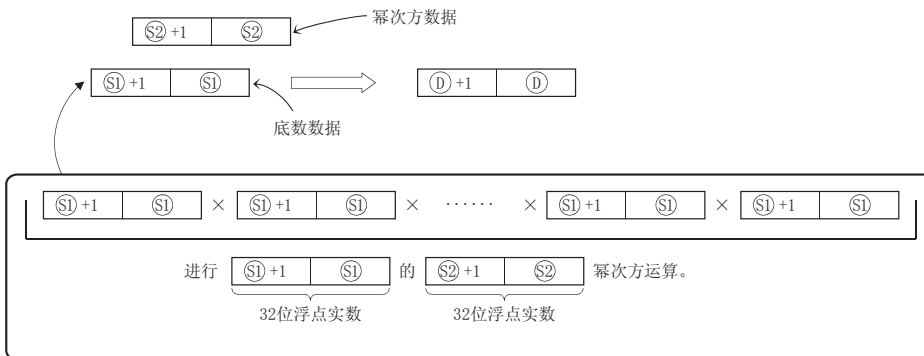 幂次方数据
Ⓢ2+1 Ⓢ2
Ⓢ1+1 Ⓢ1
Ⓓ+1 Ⓓ
底数数据
Ⓢ1+1 Ⓢ1 × Ⓢ1+1 Ⓢ1 × ······ × Ⓢ1+1 Ⓢ1 × Ⓢ1+1 Ⓢ1
进行 Ⓢ1+1 Ⓢ1 的 Ⓢ2+1 Ⓢ2 幂次方运算。
32位浮点实数 32位浮点实数